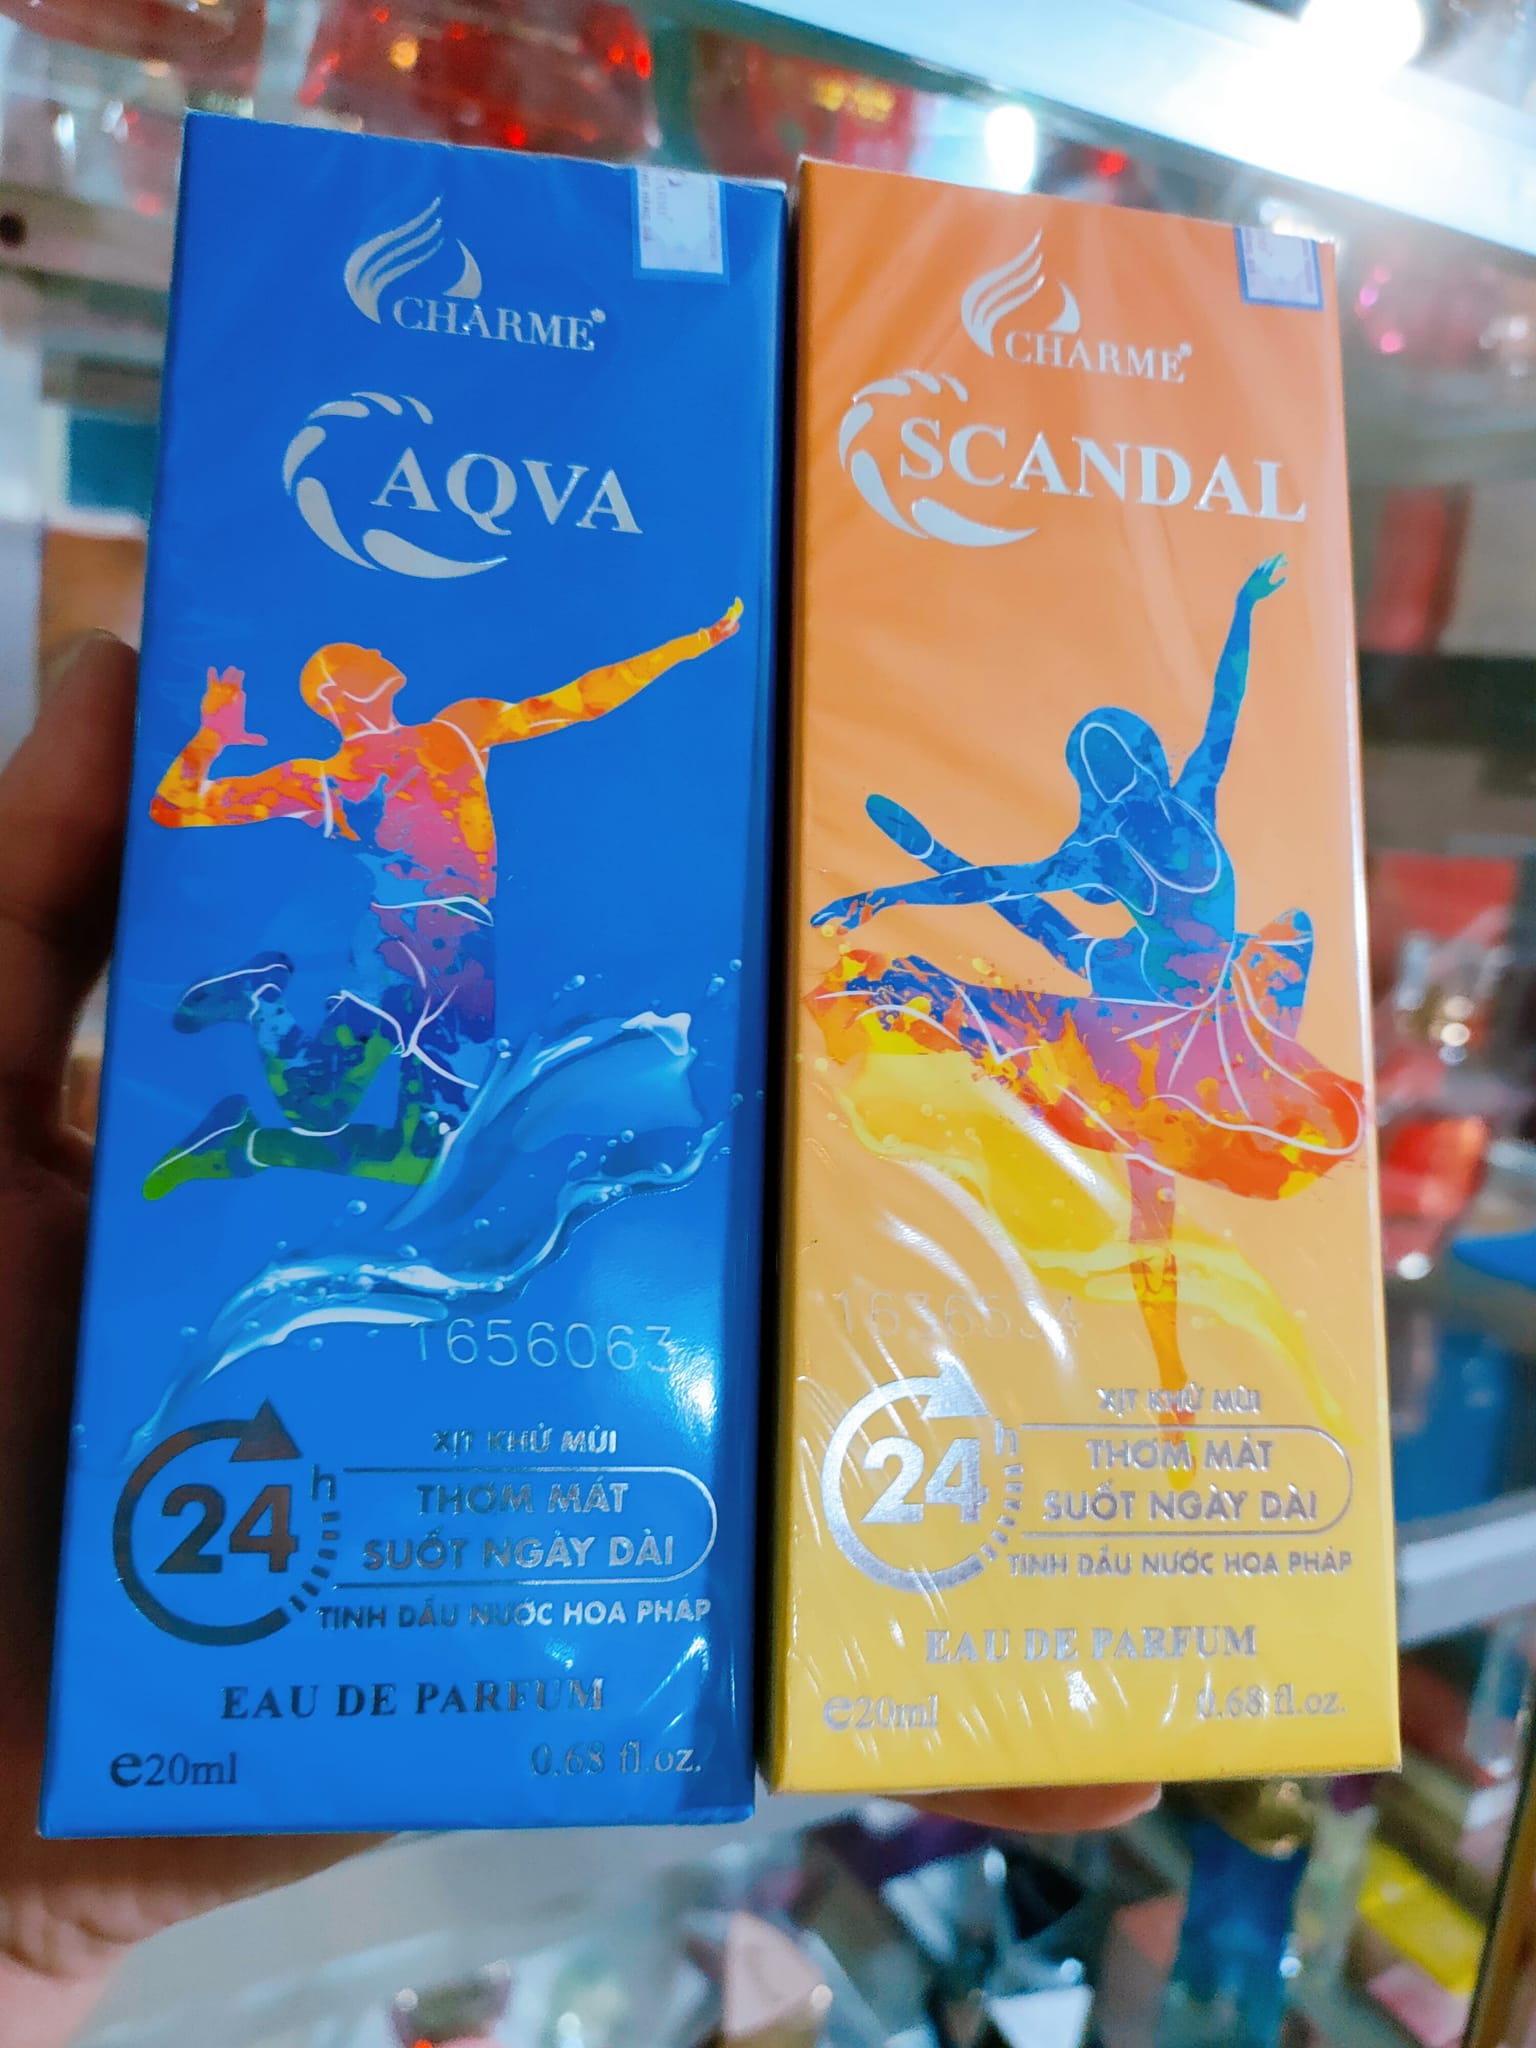 CHARME®
AQVA
1656063
24h
XỊT KHỬ MÙI
THƠM MÁT
SUỐT NGÀY DÀI
TINH DẦU NƯỚC HOA PHÁP
EAU DE PARFUM
e20ml
0.68 fl.oz.
CHARME®
SCANDAL
24h
XỊT KHỬ MÙI
THƠM MÁT
SUỐT NGÀY DÀI
TINH DẦU NƯỚC HOA PHÁP
EAU DE PARFUM
e20ml
0.68 fl.oz.